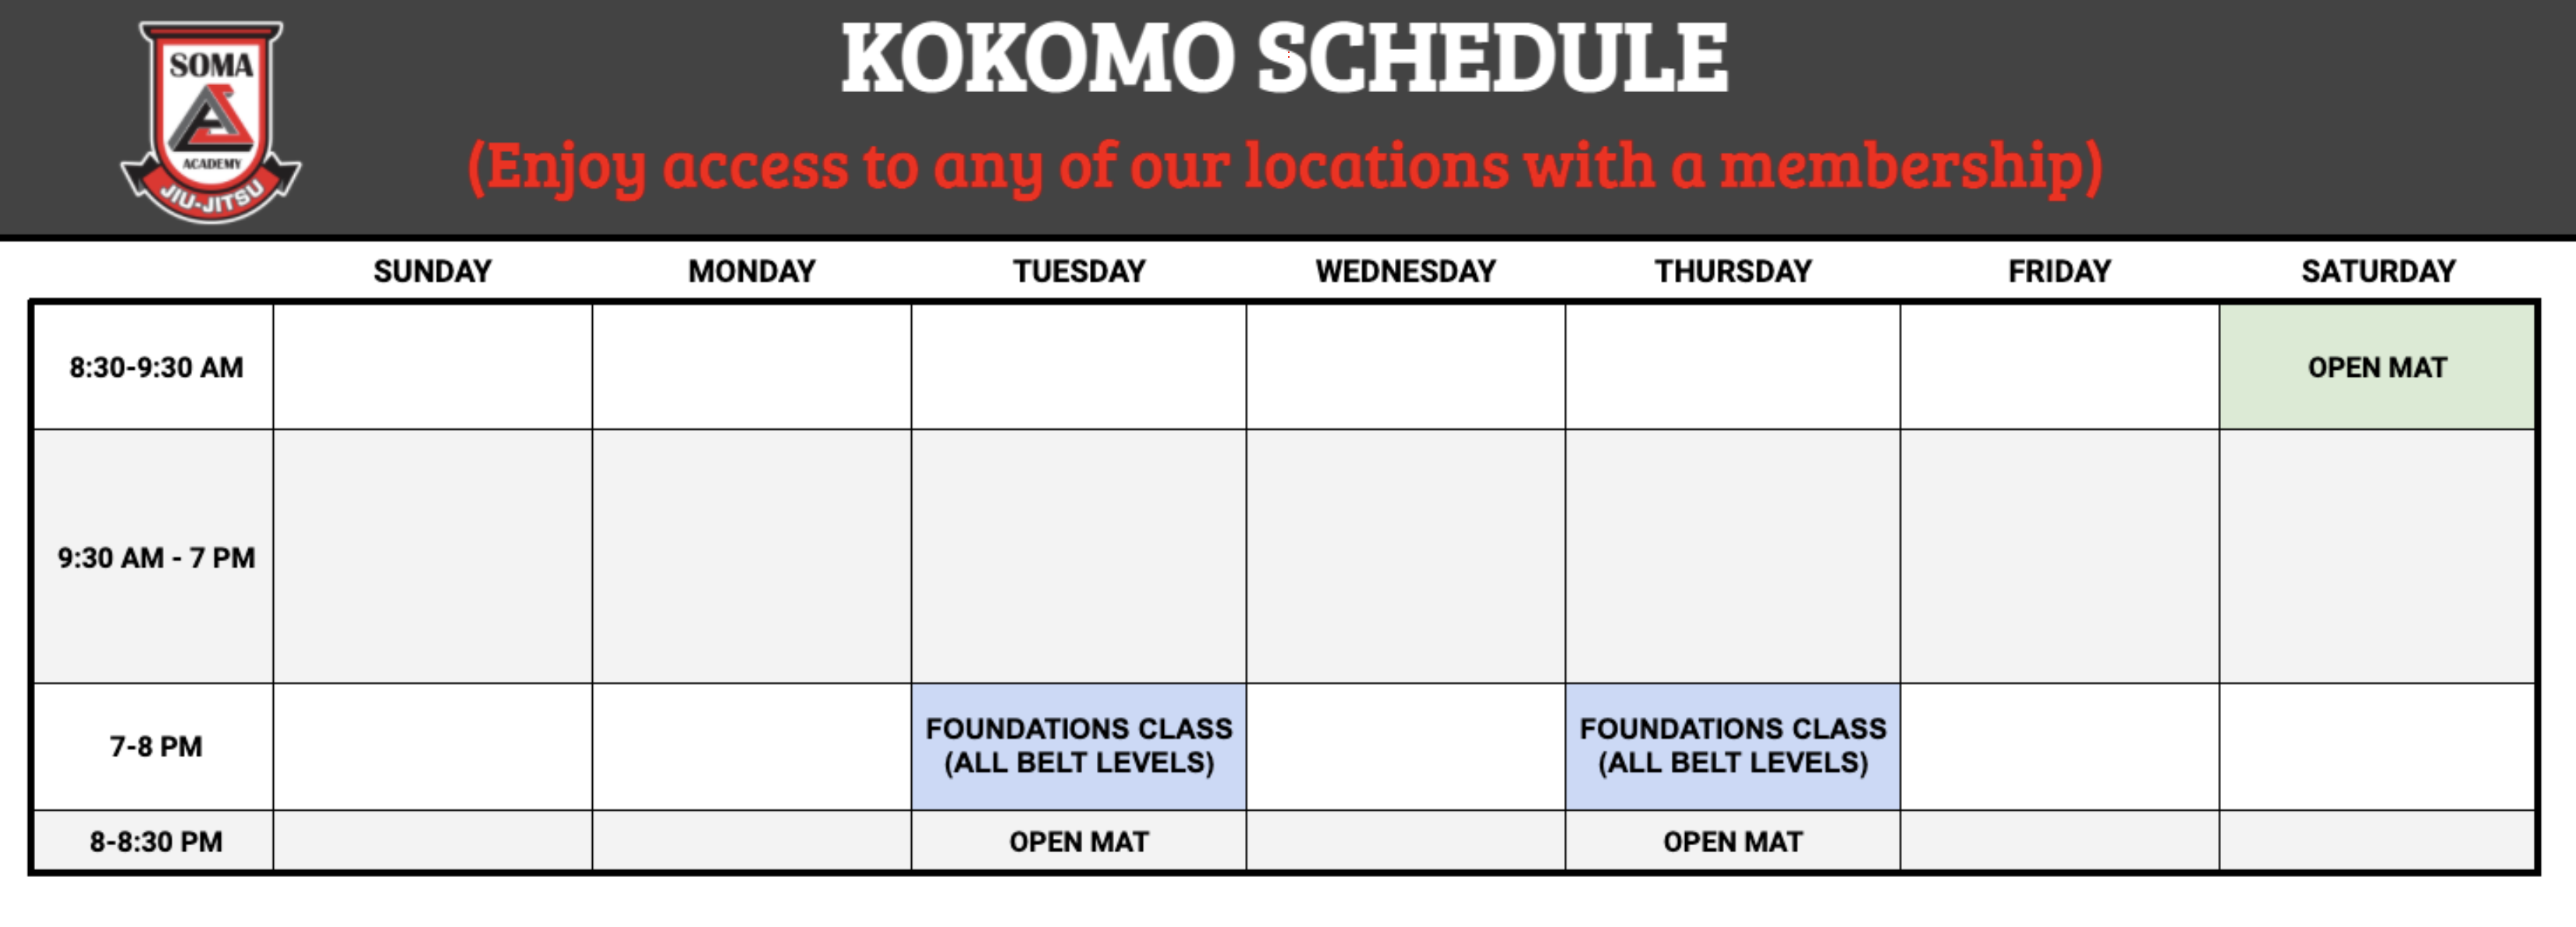 SOMA
ACADEMY
JIU-JITSU
KOKOMO SCHEDULE
(Enjoy access to any of our locations with a membership)
SUNDAY MONDAY TUESDAY WEDNESDAY THURSDAY FRIDAY SATURDAY
8:30-9:30 AM OPEN MAT
9:30 AM - 7 PM
FOUNDATIONS CLASS FOUNDATIONS CLASS
7-8 PM
(ALL BELT LEVELS) (ALL BELT LEVELS)
8-8:30 PM OPEN MAT OPEN MAT